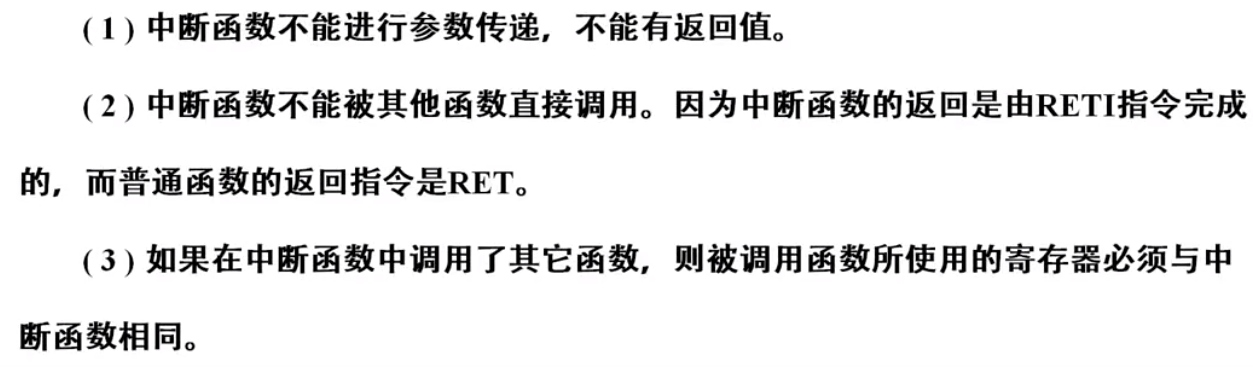 (1) 中断函数不能进行参数传递，不能有返回值。
(2) 中断函数不能被其他函数直接调用。因为中断函数的返回是由RETI指令完成
的，而普通函数的返回指令是RET。
(3) 如果在中断函数中调用了其它函数，则被调用函数所使用的寄存器必须与中
断函数相同。